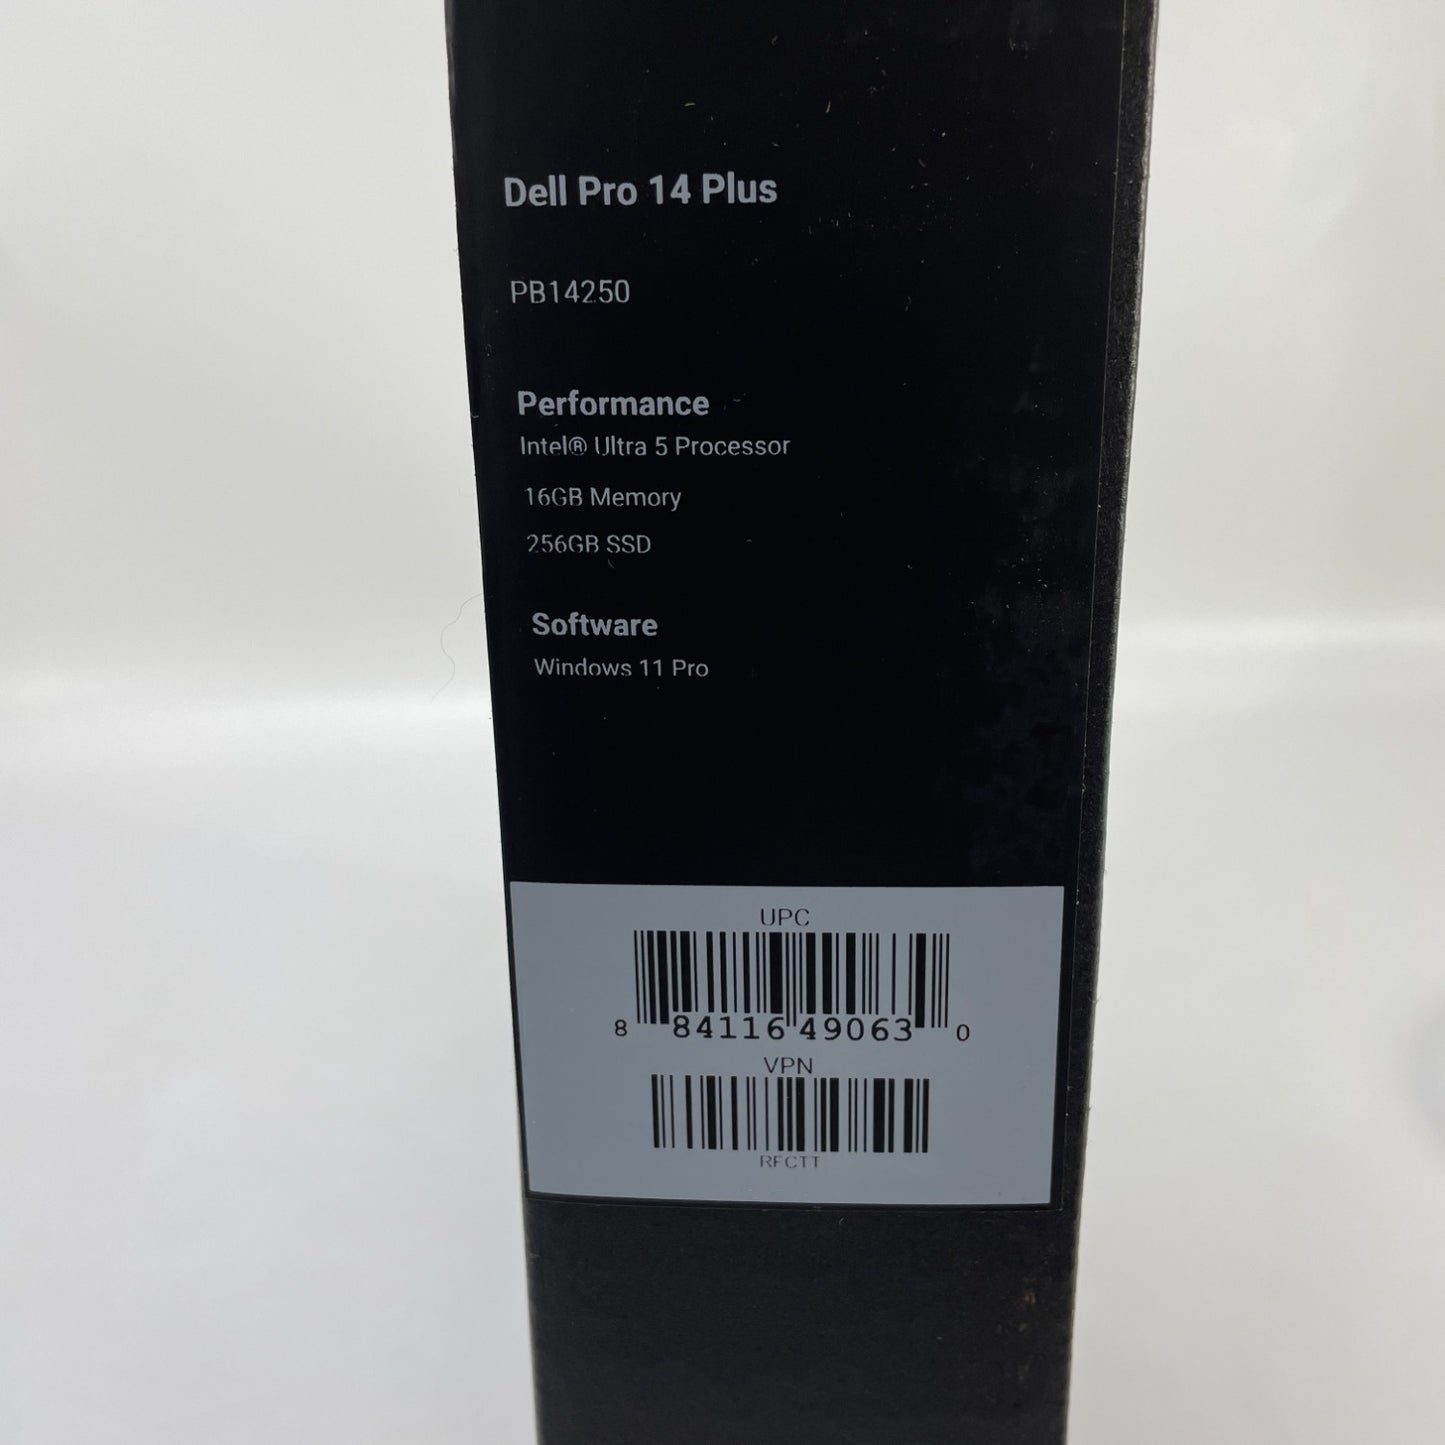 Dell Pro 14 Plus
PB14250
Performance
Intel® Ultra 5 Processor
16GB Memory
256GB SSD
Software
Windows 11 Pro
UPC
8 84116 49063 0
VPN
RFCTT